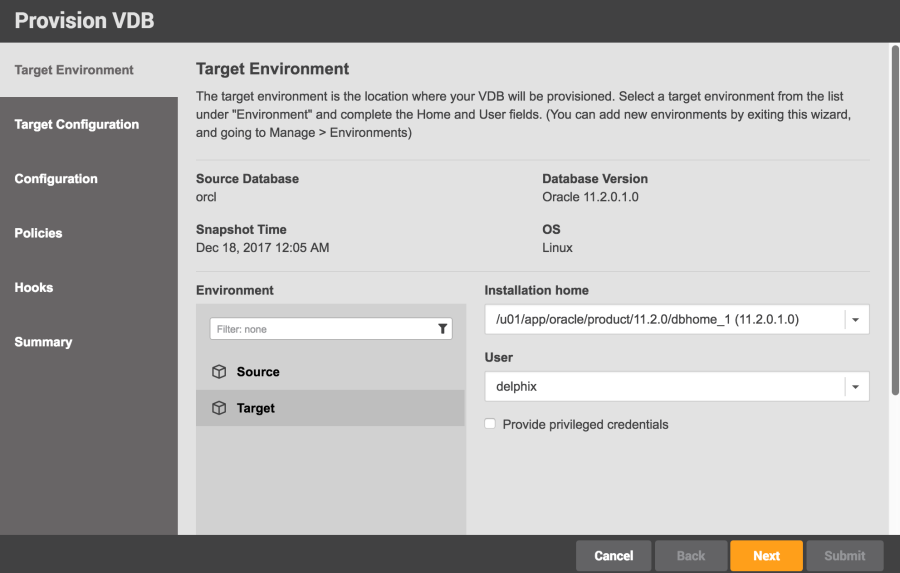 Provision VDB
Target Environment
Target Configuration
Configuration
Policies
Hooks
Summary
Target Environment
The target environment is the location where your VDB will be provisioned. Select a target environment from the list
under "Environment" and complete the Home and User fields. (You can add new environments by exiting this wizard,
and going to Manage > Environments)
Source Database
orcl
Database Version
Oracle 11.2.0.1.0
Snapshot Time
Dec 18, 2017 12:05 AM
OS
Linux
Environment
Filter: none
Source
Target
Installation home
/u01/app/oracle/product/11.2.0/dbhome_1 (11.2.0.1.0)
User
delphix
Provide privileged credentials
Cancel
Back
Next
Submit